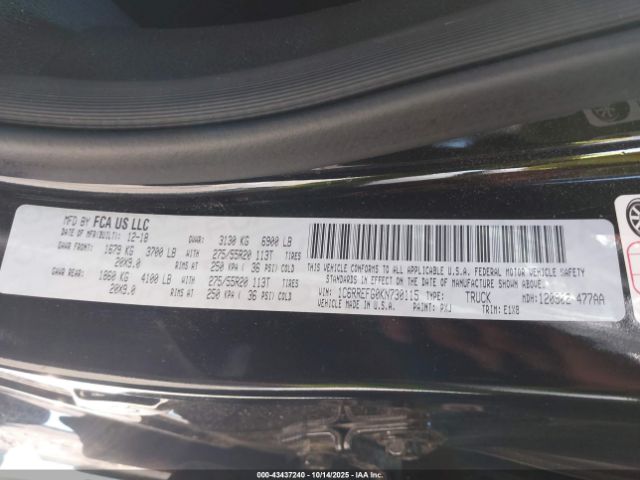 MFD BY FCA US LLC
DATE OF MFR(BUILT): 12-18 GVWR: 3130 KG 6900 LB
GAWR FRONT: 1679 KG 3700 LB WITH 275/55R20 113T TIRES
20X9.0 RIMS AT 250 KPA ( 36 PSI) COLD
GAWR REAR: 1860 KG 4100 LB WITH 275/55R20 113T TIRES
20X9.0 RIMS AT 250 KPA ( 36 PSI) COLD
THIS VEHICLE CONFORMS TO ALL APPLICABLE U.S.A. FEDERAL MOTOR VEHICLE SAFETY
STANDARDS IN EFFECT ON THE DATE OF MANUFACTURE SHOWN ABOVE.
VIN: 1C6RREFG0KN730115 TYPE: TRUCK MDH: 477AA
VEHICLE MADE IN U.S.A. PAINT: PXJ TRIM: E1X8
000-43437240 - 10/14/2025 - IAAI.com